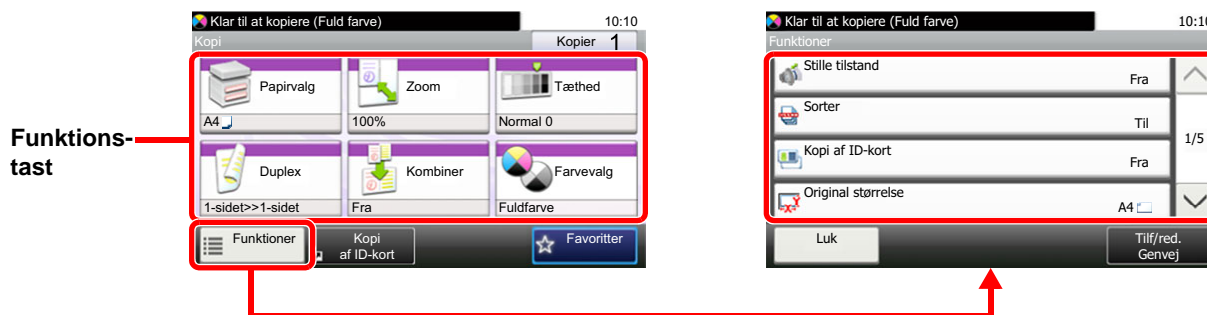 Funktions-
tast
Klar til at kopiere (Fuld farve) 10:10
Kopi Kopier 1
Papirvalg Zoom Tæthed
A4 100% Normal 0
Duplex Kombiner Farvevalg
1-sidet>>1-sidet Fra Fuldfarve
Funktioner Kopi Favoritter
af ID-kort
Klar til at kopiere (Fuld farve) 10:10
Funktioner
Stille tilstand
Fra
Sorter
Til
1/5
Kopi af ID-kort
Fra
Original størrelse
A4
Luk Tilf/red.
Genvej